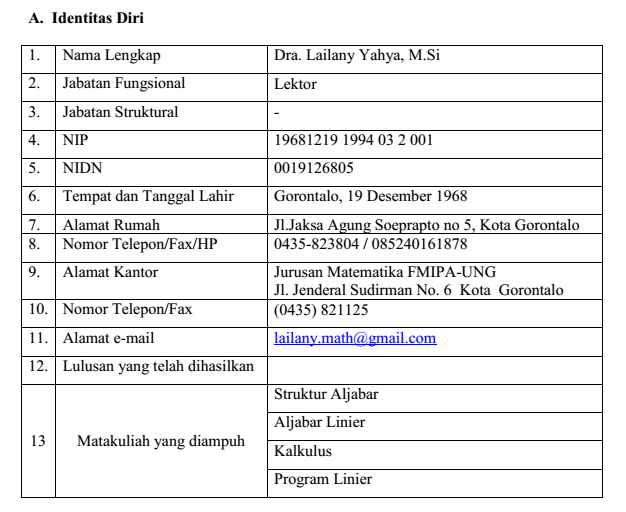 A. Identitas Diri
1. Nama Lengkap Dra. Lailany Yahya, M.Si
2. Jabatan Fungsional Lektor
3. Jabatan Struktural -
4. NIP 19681219 1994 03 2 001
5. NIDN 0019126805
6. Tempat dan Tanggal Lahir Gorontalo, 19 Desember 1968
7. Alamat Rumah Jl.Jaksa Agung Soeprapto no 5, Kota Gorontalo
8. Nomor Telepon/Fax/HP 0435-823804 / 085240161878
9. Alamat Kantor Jurusan Matematika FMIPA-UNG
Jl. Jenderal Sudirman No. 6 Kota Gorontalo
10. Nomor Telepon/Fax (0435) 821125
11. Alamat e-mail lailany.math@gmail.com
12. Lulusan yang telah dihasilkan
13 Matakuliah yang diampuh
Struktur Aljabar
Aljabar Linier
Kalkulus
Program Linier